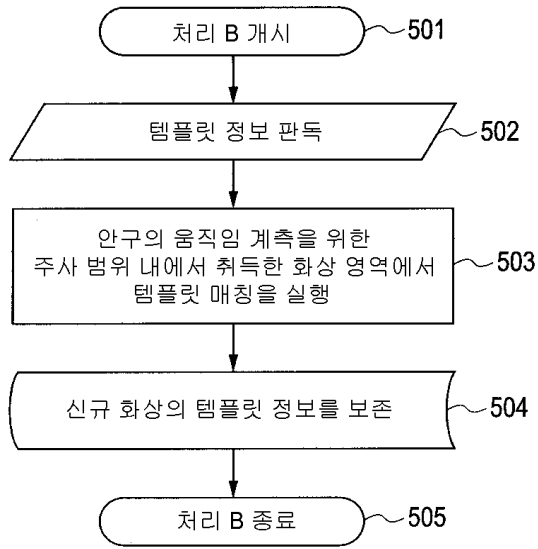 처리 B 개시
501
템플릿 정보 판독
502
안구의 움직임 계측을 위한
주사 범위 내에서 취득한 화상 영역에서
템플릿 매칭을 실행
503
신규 화상의 템플릿 정보를 보존
504
처리 B 종료
505